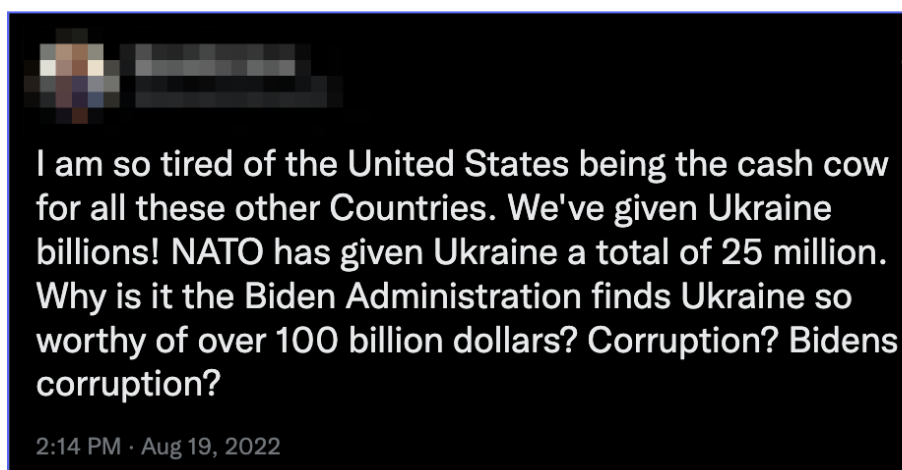 I am so tired of the United States being the cash cow
for all these other Countries. We've given Ukraine
billions! NATO has given Ukraine a total of 25 million.
Why is it the Biden Administration finds Ukraine so
worthy of over 100 billion dollars? Corruption? Bidens
corruption?
2:14 PM · Aug 19, 2022